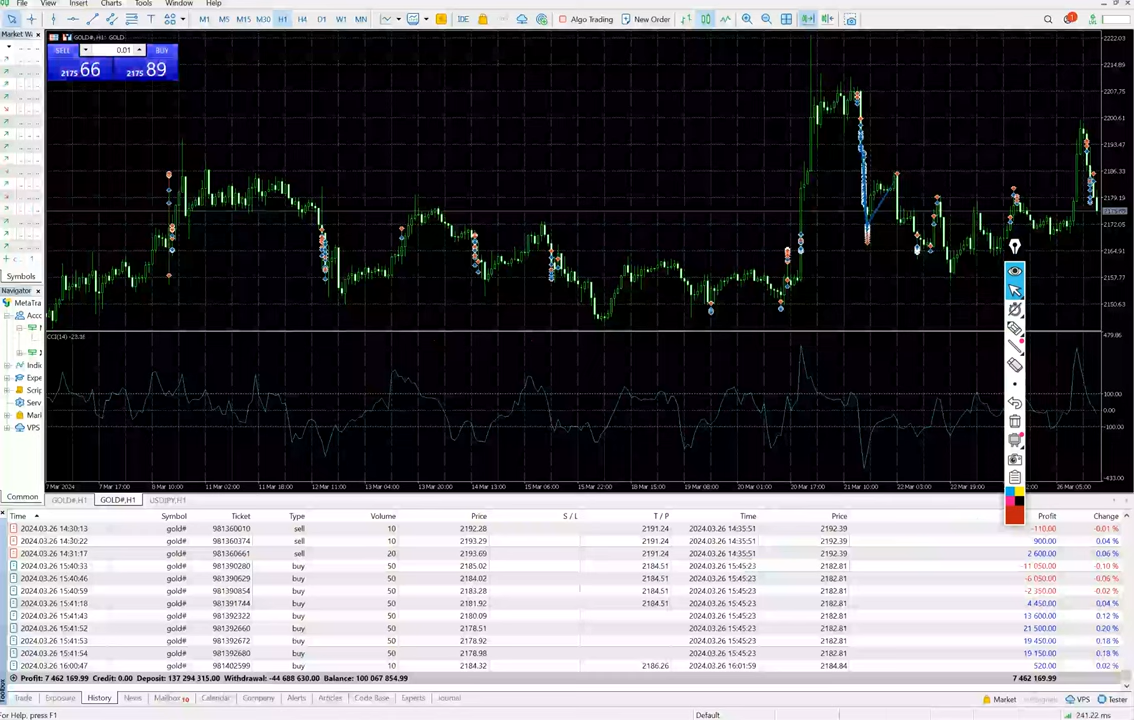 File View Insert Charts Tools Window Help
M1 M5 M15 M30 H1 H4 D1 W1 MN IDE Algo Trading New Order
Market Wa
GOLD#,H1: GOLD
SELL 0.01 BUY
2175 66 2175 89
2222.03
2214.89
2207.75
2200.61
2193.47
2186.33
2179.19
2172.05
2164.91
2157.77
2150.63
Symbols
Navigator
MetaTra
Acco
Indic
Expe
Scrip
Serv
Mark
VPS
Common
CCI(14)
479.86
100.00
0.00
-100.00
-433.00
7 Mar 2024 7 Mar 17:00 8 Mar 10:00 11 Mar 02:00 11 Mar 18:00 12 Mar 11:00 13 Mar 04:00 13 Mar 20:00 14 Mar 13:00 15 Mar 06:00 15 Mar 22:00 18 Mar 15:00 19 Mar 08:00 20 Mar 01:00 20 Mar 17:00 21 Mar 10:00 22 Mar 03:00 22 Mar 19:00 26 Mar 05:00
GOLD#,H1 GOLD#,H1 USDJPY,H1
Time Symbol Ticket Type Volume Price S / L T / P Time Price Profit Change
2024.03.26 14:30:13 gold# 981360010 sell 10 2192.28 2191.24 2024.03.26 14:35:51 2192.39 -110.00 -0.01 %
2024.03.26 14:30:22 gold# 981360374 sell 10 2193.29 2191.24 2024.03.26 14:35:51 2192.39 900.00 0.04 %
2024.03.26 14:31:17 gold# 981360661 sell 20 2193.69 2191.24 2024.03.26 14:35:51 2192.39 2 600.00 0.06 %
2024.03.26 15:40:33 gold# 981390280 buy 50 2185.02 2184.51 2024.03.26 15:45:23 2182.81 -11 050.00 -0.10 %
2024.03.26 15:40:46 gold# 981390629 buy 50 2184.02 2184.51 2024.03.26 15:45:23 2182.81 -6 050.00 -0.06 %
2024.03.26 15:40:59 gold# 981390854 buy 50 2183.28 2184.51 2024.03.26 15:45:23 2182.81 -2 350.00 -0.02 %
2024.03.26 15:41:18 gold# 981391744 buy 50 2181.92 2184.51 2024.03.26 15:45:23 2182.81 4 450.00 0.04 %
2024.03.26 15:41:43 gold# 981392322 buy 50 2180.09 2024.03.26 15:45:23 2182.81 13 600.00 0.12 %
2024.03.26 15:41:52 gold# 981392660 buy 50 2178.51 2024.03.26 15:45:23 2182.81 21 500.00 0.20 %
2024.03.26 15:41:53 gold# 981392672 buy 50 2178.92 2024.03.26 15:45:23 2182.81 19 450.00 0.18 %
2024.03.26 15:41:54 gold# 981392680 buy 50 2178.98 2024.03.26 15:45:23 2182.81 19 150.00 0.18 %
2024.03.26 16:00:47 gold# 981402599 buy 10 2184.32 2186.26 2024.03.26 16:01:59 2184.84 520.00 0.02 %
Profit: 7 462 169.99 Credit: 0.00 Deposit: 137 294 315.00 Withdrawal: -44 688 630.00 Balance: 100 067 854.99 7 462 169.99
Toolbox
Trade Exposure History News Mailbox 10 Calendar Company Alerts Articles Code Base Experts Journal Market VPS Tester
For Help, press F1 Default 241.22 ms